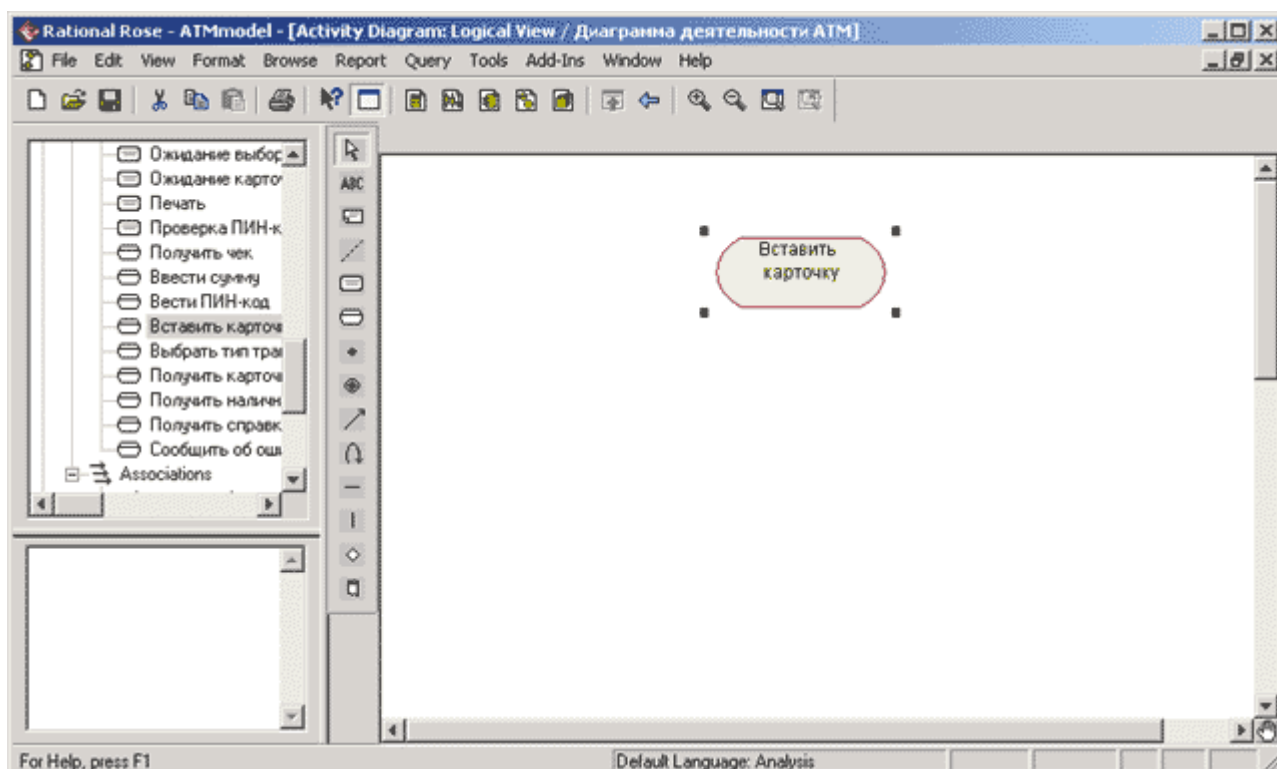 Rational Rose - ATMmodel - [Activity Diagram: Logical View / Диаграмма деятельности ATM]
File Edit View Format Browse Report Query Tools Add-Ins Window Help
Ожидание выбор
Ожидание карточ
Печать
Проверка ПИН-к
Получить чек
Ввести сумму
Вести ПИН-код
Вставить карточ
Выбрать тип тран
Получить карточ
Получить наличн
Получить справк
Сообщить об оши
Associations
ABC
Вставить
карточку
For Help, press F1
Default Language: Analysis